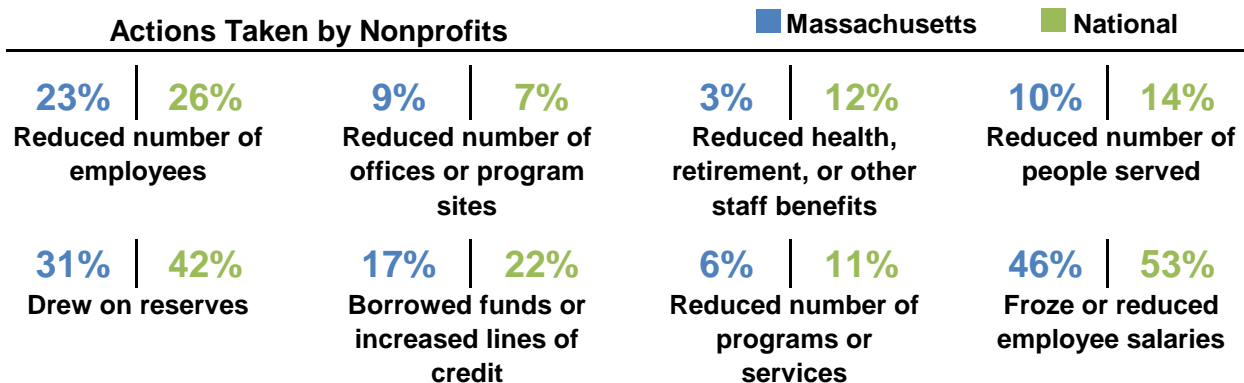 Actions Taken by Nonprofits
Massachusetts
National
23% 26%
Reduced number of
employees
9% 7%
Reduced number of
offices or program
sites
3% 12%
Reduced health,
retirement, or other
staff benefits
10% 14%
Reduced number of
people served
31% 42%
Drew on reserves
17% 22%
Borrowed funds or
increased lines of
credit
6% 11%
Reduced number of
programs or
services
46% 53%
Froze or reduced
employee salaries